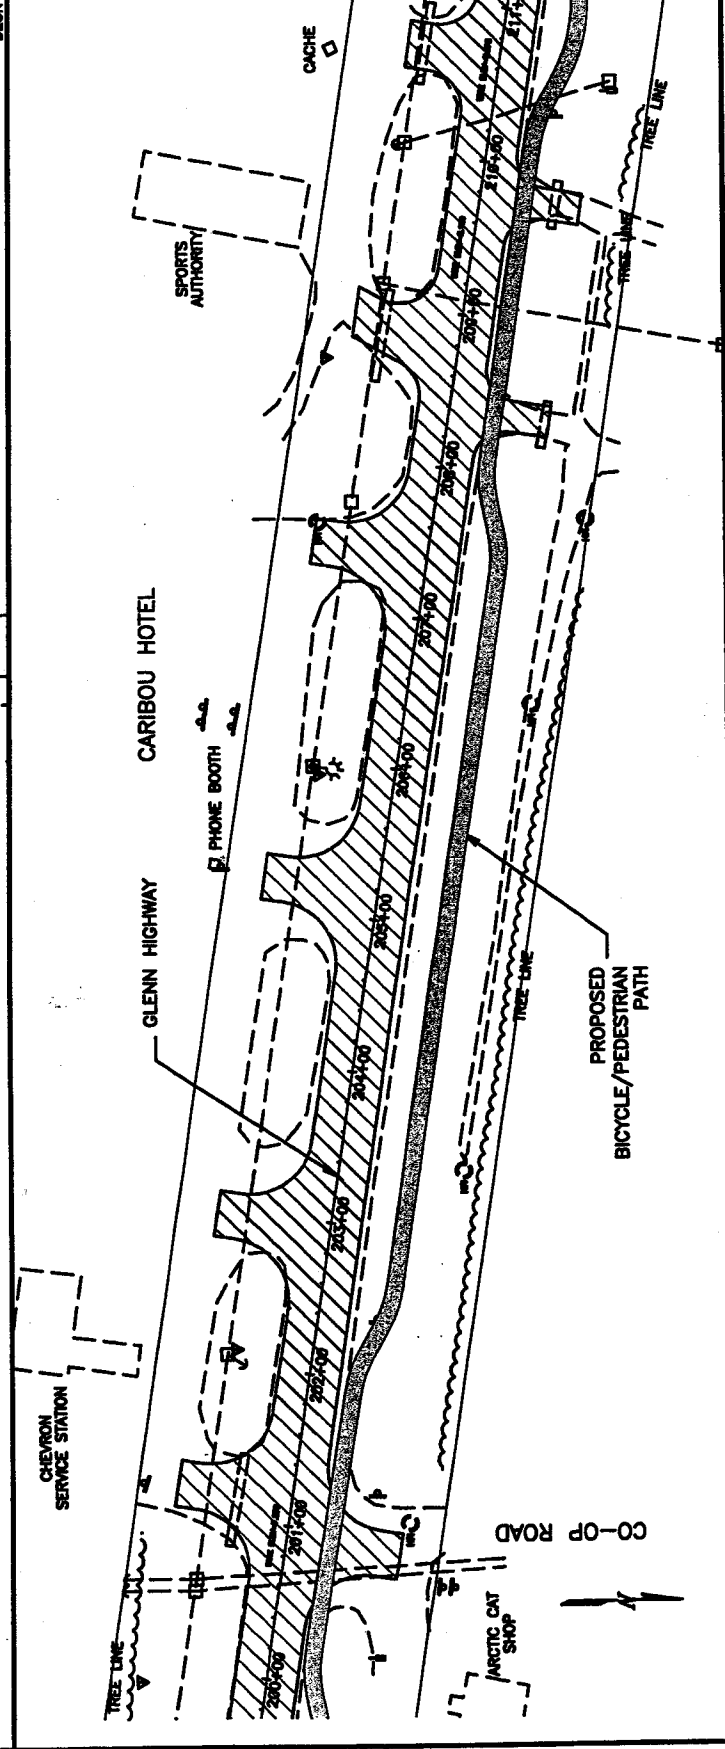 CACHE
SPORTS
AUTHORITY
CARIBOU HOTEL
PHONE BOOTH
GLENN HIGHWAY
CHEVRON
SERVICE STATION
TREE LINE
200+00
201+00
202+00
203+00
204+00
205+00
206+00
207+00
208+00
209+00
210+00
TREE LINE
TREE LINE
TREE LINE
PROPOSED
BICYCLE/PEDESTRIAN
PATH
CO-OP ROAD
ARCTIC CAT
SHOP
N